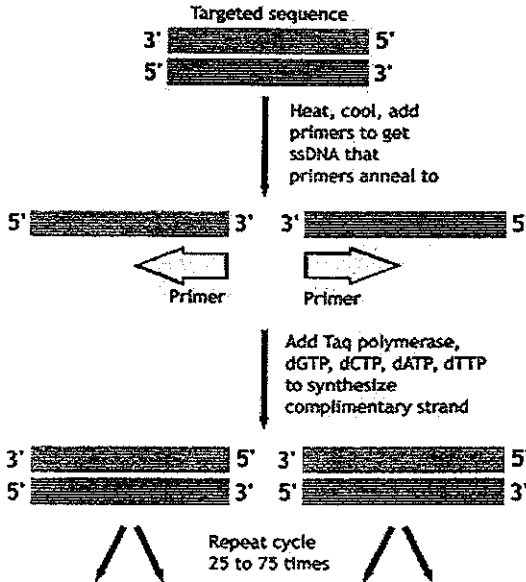 Targeted sequence
3' 5'
5' 3'
Heat, cool, add
primers to get
ssDNA that
primers anneal to
5' 3' 3' 5'
Primer Primer
Add Taq polymerase,
dGTP, dCTP, dATP, dTTP
to synthesize
complimentary strand
3' 5' 3' 5'
5' 3' 5' 3'
Repeat cycle
25 to 75 times